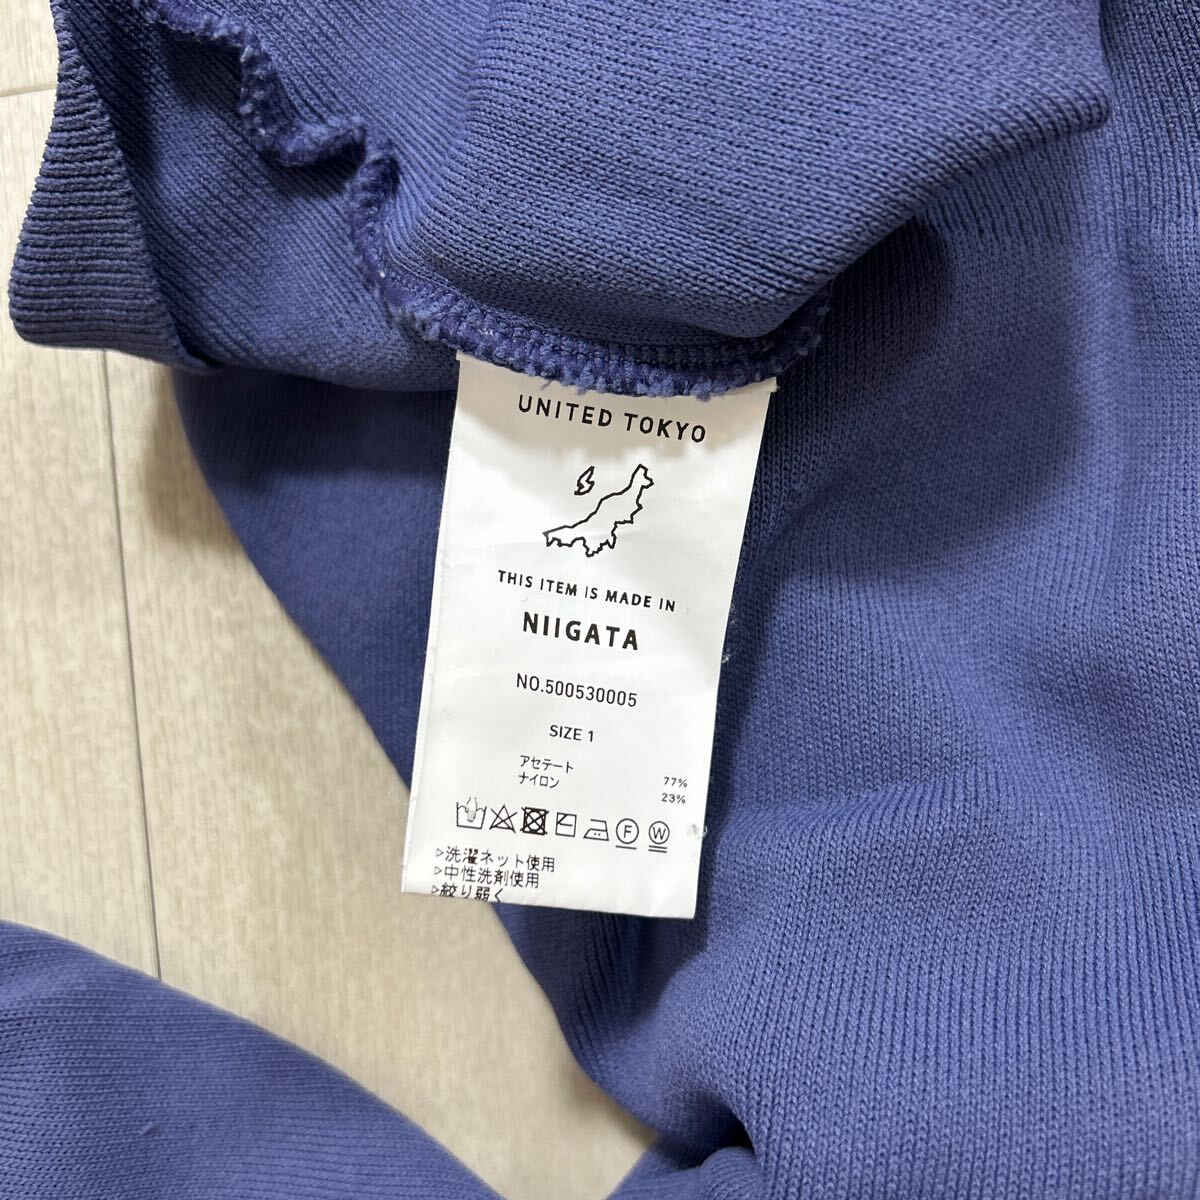 UNITED TOKYO
THIS ITEM IS MADE IN
NIIGATA
NO.500530005
SIZE 1
アセテート 77%
ナイロン 23%
F W
▷洗濯ネット使用
▷中性洗剤使用
▷絞り弱く